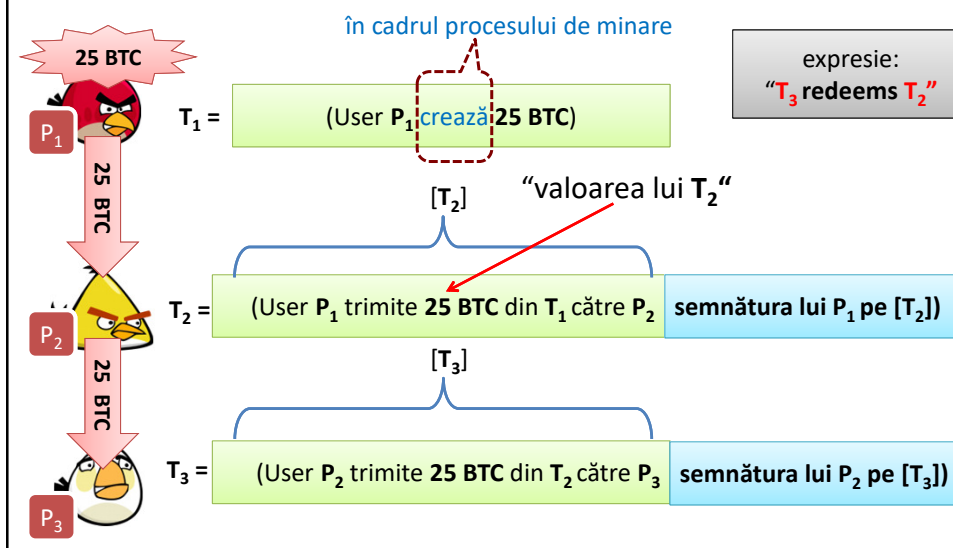 în cadrul procesului de minare
25 BTC
expresie:
“T₃ redeems T₂”
P₁
T₁ = (User P₁ crează 25 BTC)
25 BTC
[T₂]
“valoarea lui T₂“
T₂ = (User P₁ trimite 25 BTC din T₁ către P₂ semnătura lui P₁ pe [T₂])
P₂
25 BTC
[T₃]
T₃ = (User P₂ trimite 25 BTC din T₂ către P₃ semnătura lui P₂ pe [T₃])
P₃